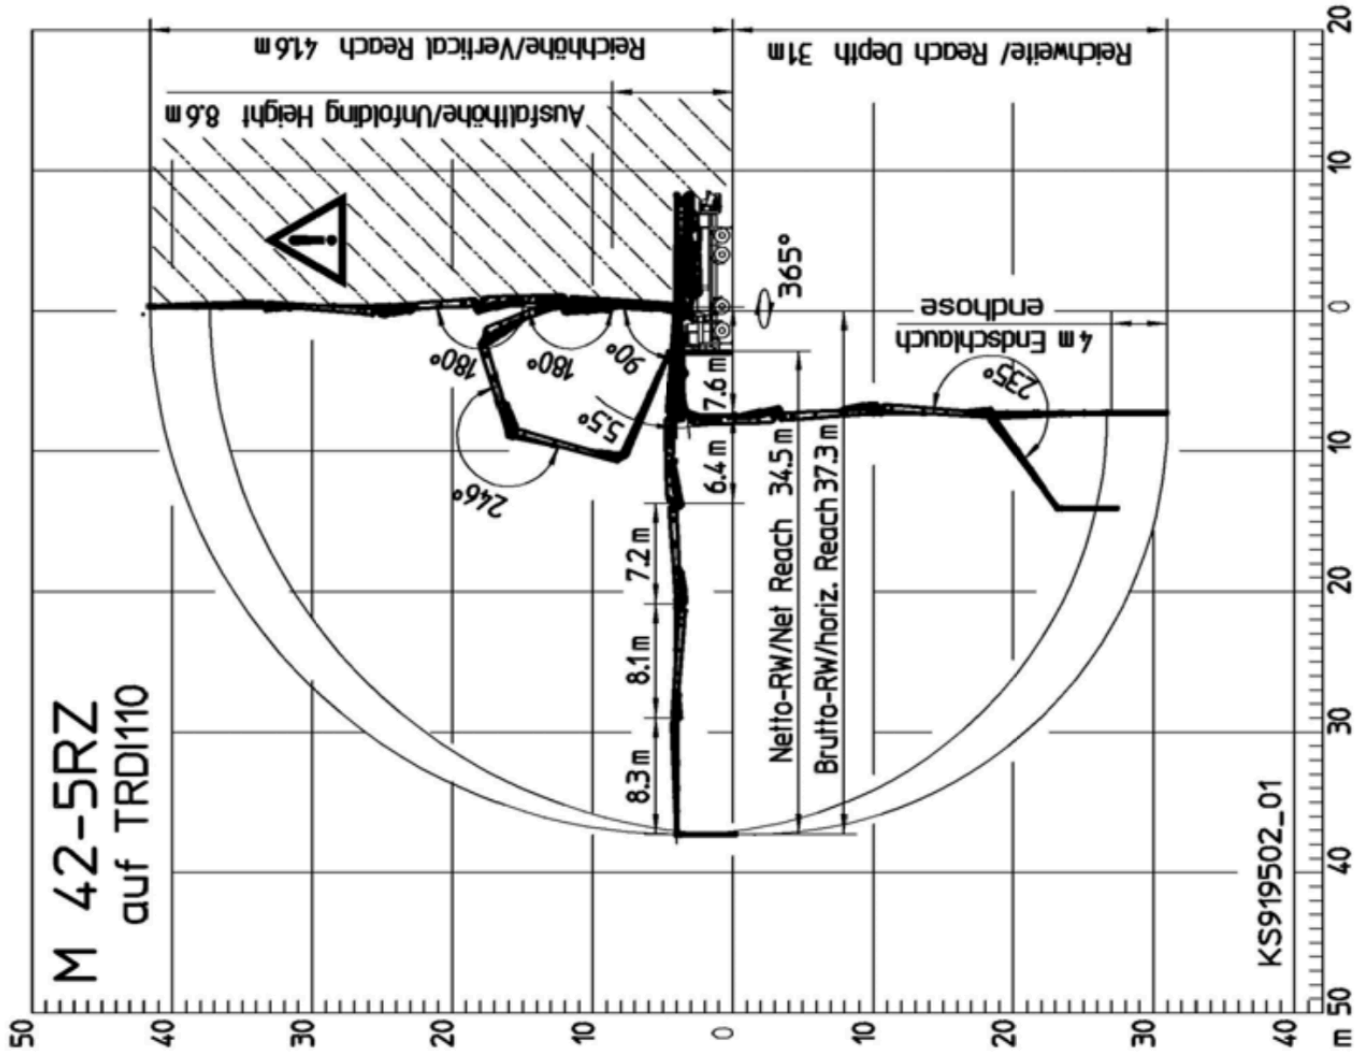 M 42-5RZ
auf TRDI110
Reichhöhe/Vertical Reach 41.6 m
Ausfalthöhe/Unfolding Height 8.6 m
Reichweite/ Reach Depth 31m
365°
180°
180°
90°
246°
5.5°
235°
4 m Endschlauch
endhose
7.6 m
6.4 m
7.2 m
8.1 m
8.3 m
Netto-RW/Net Reach 34.5 m
Brutto-RW/horiz. Reach 37.3 m
KS919502_01
50 40 30 20 10 0 10 20 30
m 50 40 30 20 10 0 10 20